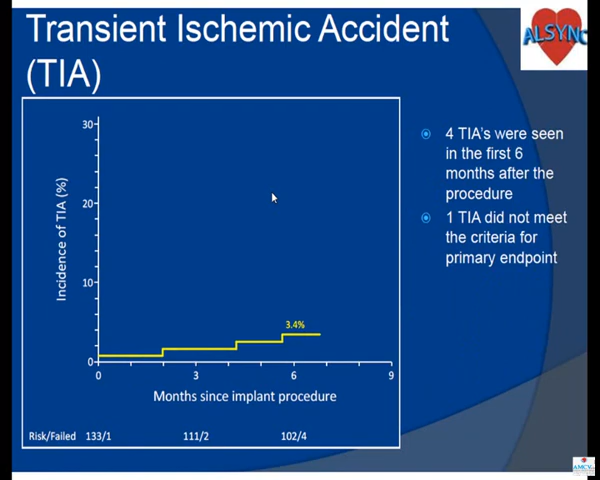 Transient Ischemic Accident
(TIA)
ALSYNC
30
20
10
0
Incidence of TIA (%)
3.4%
0 3 6 9
Months since implant procedure
Risk/Failed 133/1 111/2 102/4
4 TIA's were seen
in the first 6
months after the
procedure
1 TIA did not meet
the criteria for
primary endpoint
AMCV